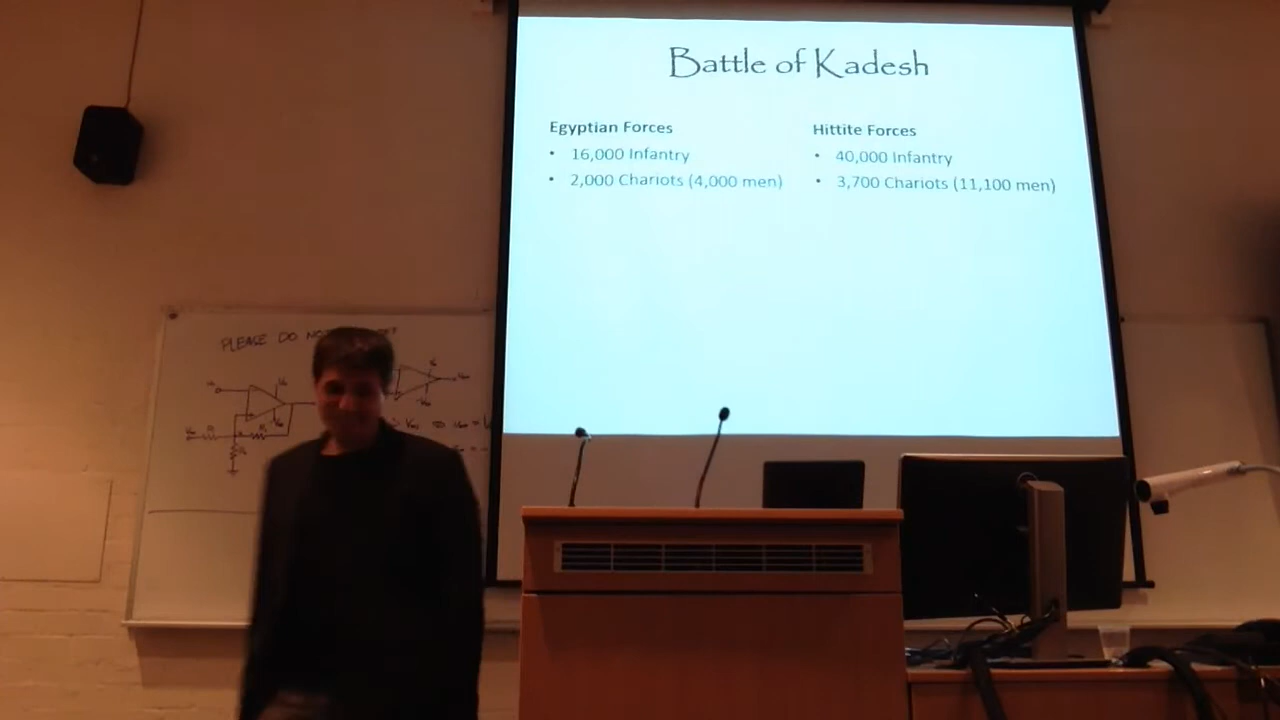 Battle of Kadesh
Egyptian Forces
• 16,000 Infantry
• 2,000 Chariots (4,000 men)
Hittite Forces
• 40,000 Infantry
• 3,700 Chariots (11,100 men)
PLEASE DO